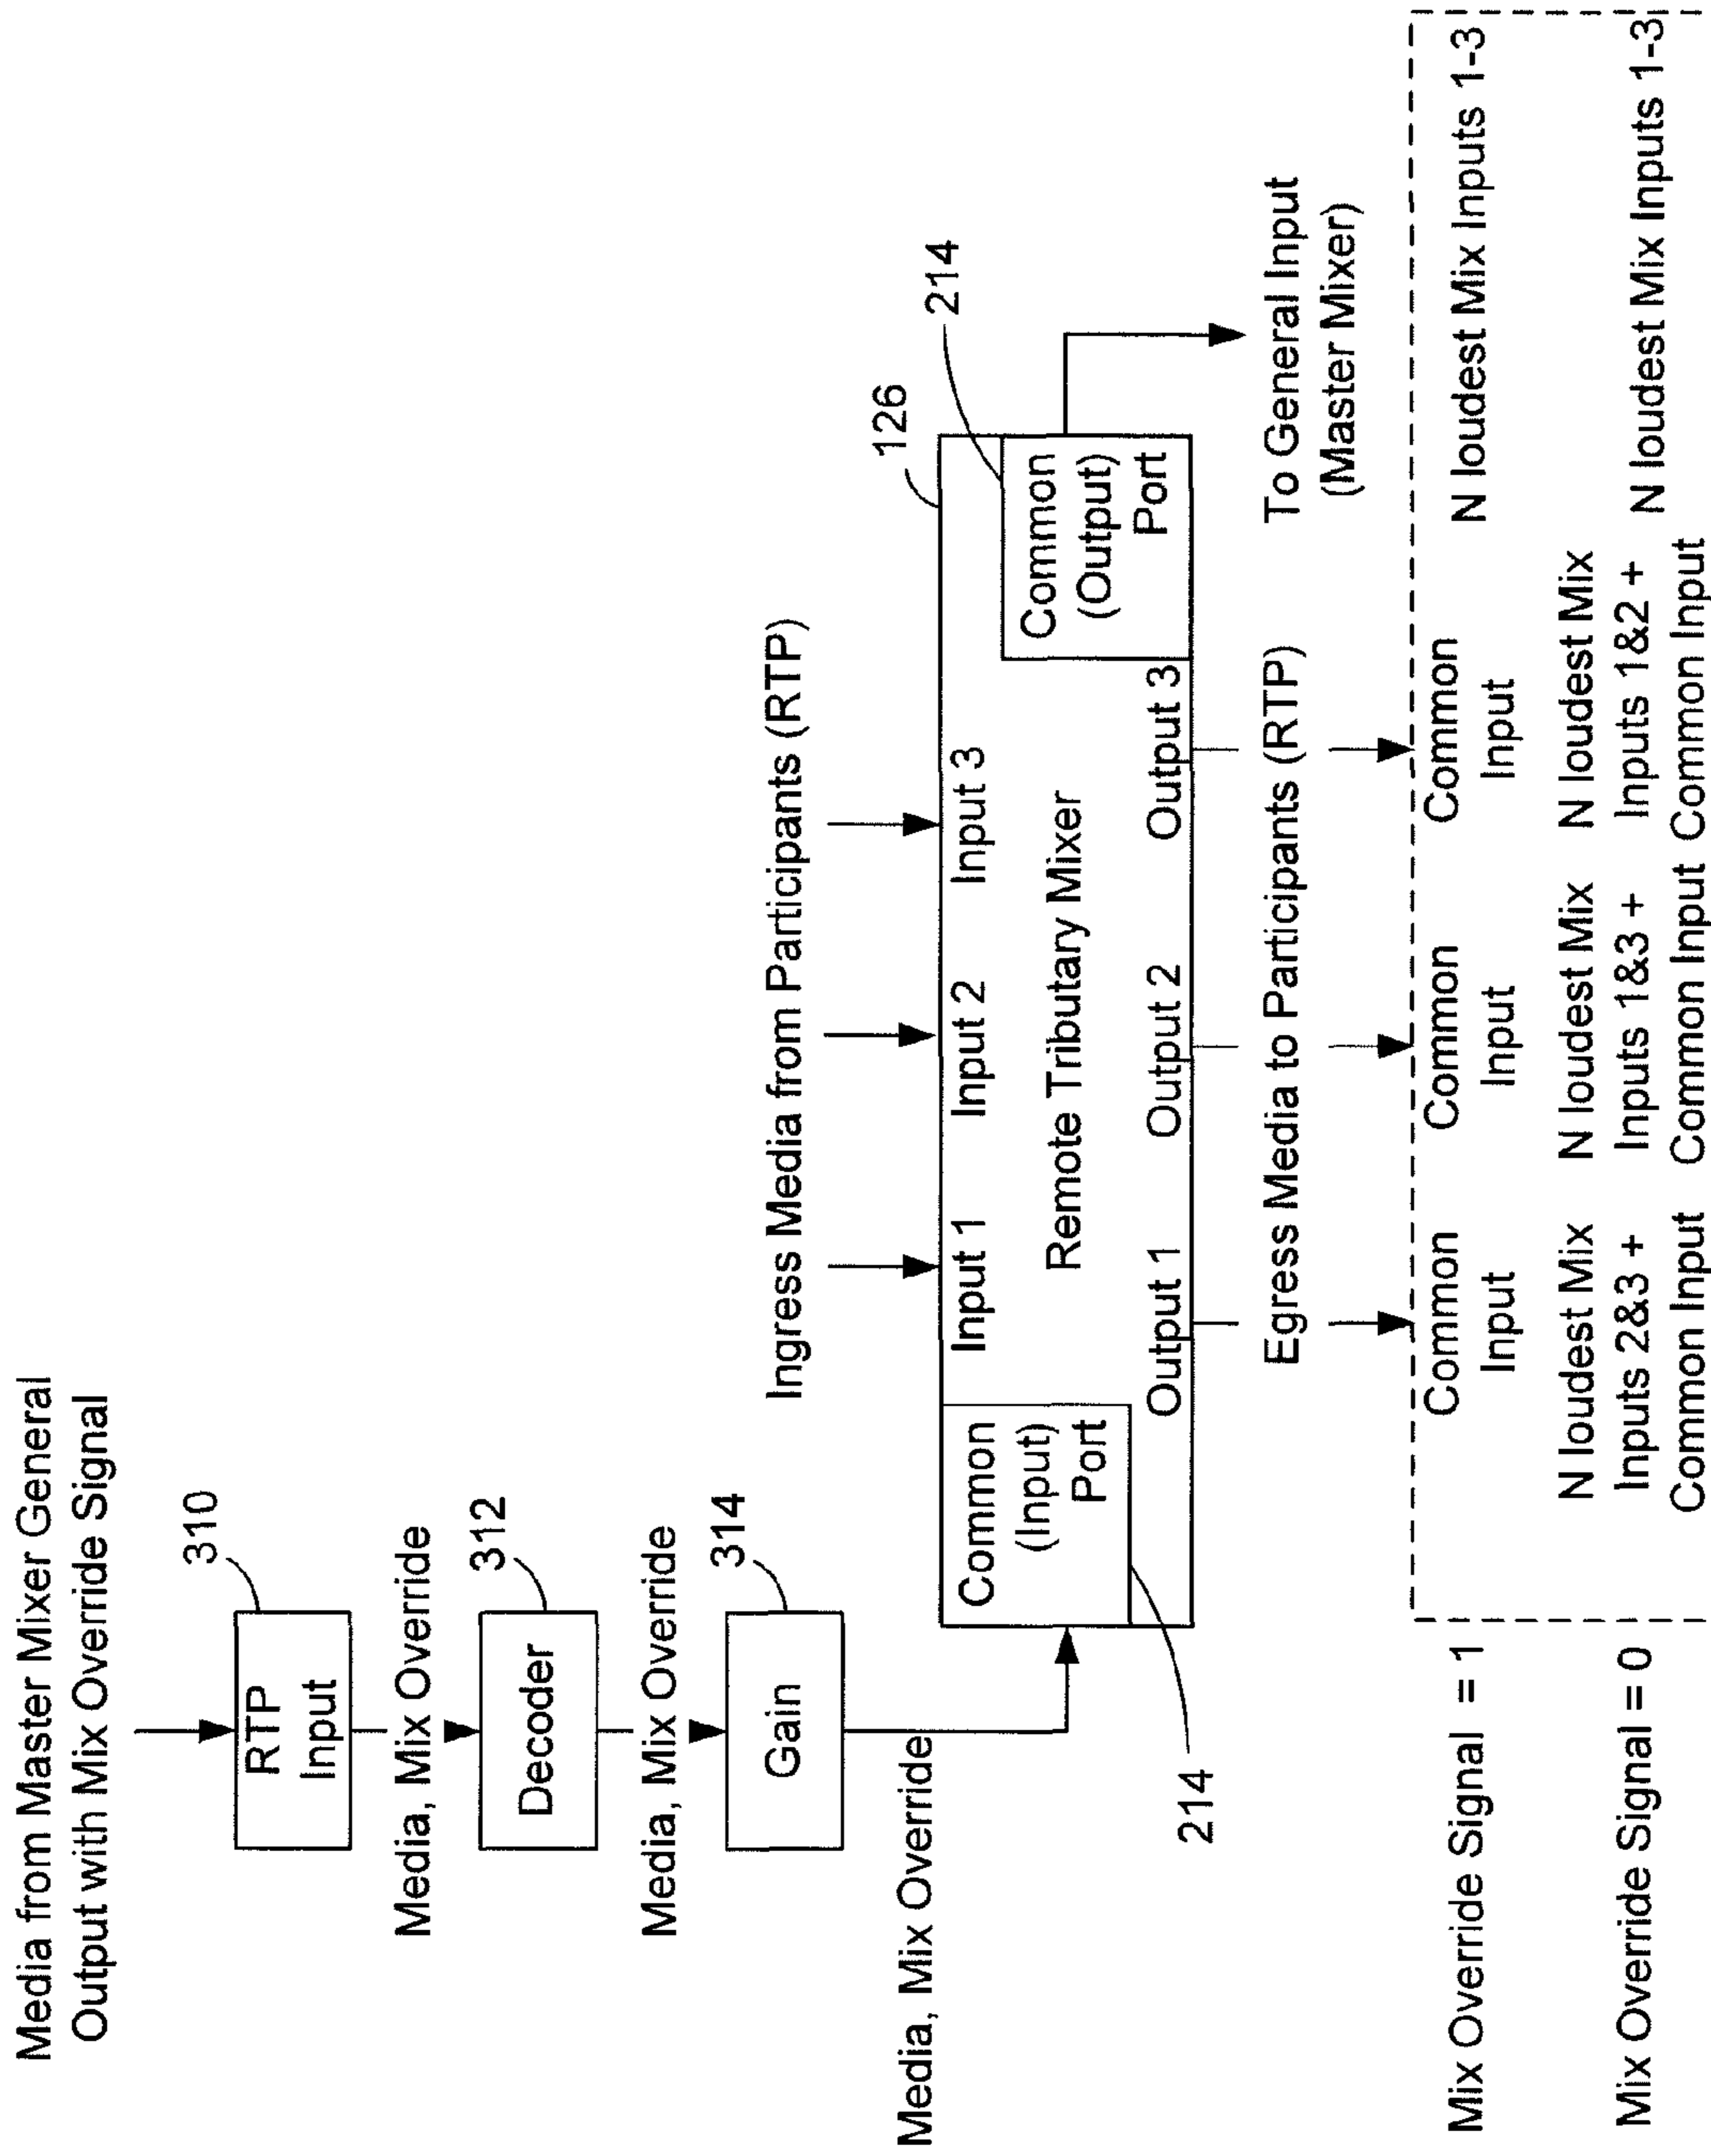 Media from Master Mixer General
Output with Mix Override Signal
310
RTP
Input
Media, Mix Override
312
Decoder
Media, Mix Override
314
Gain
Media, Mix Override
Ingress Media from Participants (RTP)
126
214
Common
(Input)
Port
Input 1
Input 2
Input 3
Remote Tributary Mixer
Common
(Output)
Port
Output 1
Output 2
Output 3
214
Egress Media to Participants (RTP)
To General Input
(Master Mixer)
Mix Override Signal = 1
Common
Input
Common
Input
Common
Input
N loudest Mix Inputs 1-3
Mix Override Signal = 0
N loudest Mix
Inputs 2&3 +
Common Input
N loudest Mix
Inputs 1&3 +
Common Input
N loudest Mix
Inputs 1&2 +
Common Input
N loudest Mix Inputs 1-3